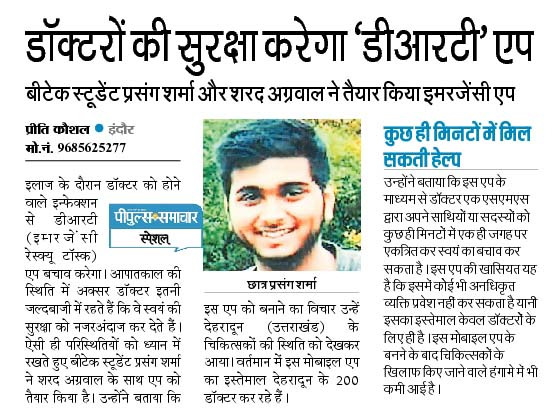 डॉक्टरों की सुरक्षा करेगा 'डीआरटी' एप
बीटेक स्टूडेंट प्रसंग शर्मा और शरद अग्रवाल ने तैयार किया इमरजेंसी एप
प्रीति कौशल ● इंदौर
मो.नं. 9685625277
इलाज के दौरान डॉक्टर को होने
वाले इन्फेक्शन
से डीआरटी
(इमारजेंसी
रेस्क्यू टॉस्क)
पीपुल्स समाचार
स्पेशल
एप बचाव करेगा। आपातकाल की
स्थिति में अक्सर डॉक्टर इतनी
जल्दबाजी में रहते हैं कि वे स्वयं की
सुरक्षा को नजरअंदाज कर देते हैं।
ऐसी ही परिस्थितियों को ध्यान में
रखते हुए बीटेक स्टूडेंट प्रसंग शर्मा
ने शरद अग्रवाल के साथ एप को
तैयार किया है। उन्होंने बताया कि
छात्र प्रसंग शर्मा
इस एप को बनाने का विचार उन्हें
देहरादून (उत्तराखंड) के
चिकित्सकों की स्थिति को देखकर
आया। वर्तमान में इस मोबाइल एप
का इस्तेमाल देहरादून के 200
डॉक्टर कर रहे हैं।
कुछ ही मिनटों में मिल
सकती हेल्प
उन्होंने बताया कि इस एप के
माध्यम से डॉक्टर एक एसएमएस
द्वारा अपने साथियों या सदस्यों को
कुछ ही मिनटों में एक ही जगह पर
एकत्रित कर स्वयं का बचाव कर
सकता है। इस एप की खासियत यह
है कि इसमें कोई भी अनधिकृत
व्यक्ति प्रवेश नहीं कर सकता है यानी
इसका इस्तेमाल केवल डॉक्टरों के
लिए ही है। इस मोबाइल एप के
बनने के बाद चिकित्सकों के
खिलाफ किए जाने वाले हंगामे में भी
कमी आई है।